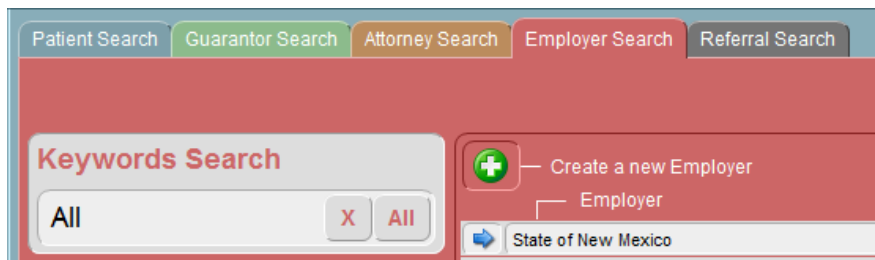 Patient Search Guarantor Search Attorney Search Employer Search Referral Search
Keywords Search
All X All
Create a new Employer
Employer
State of New Mexico